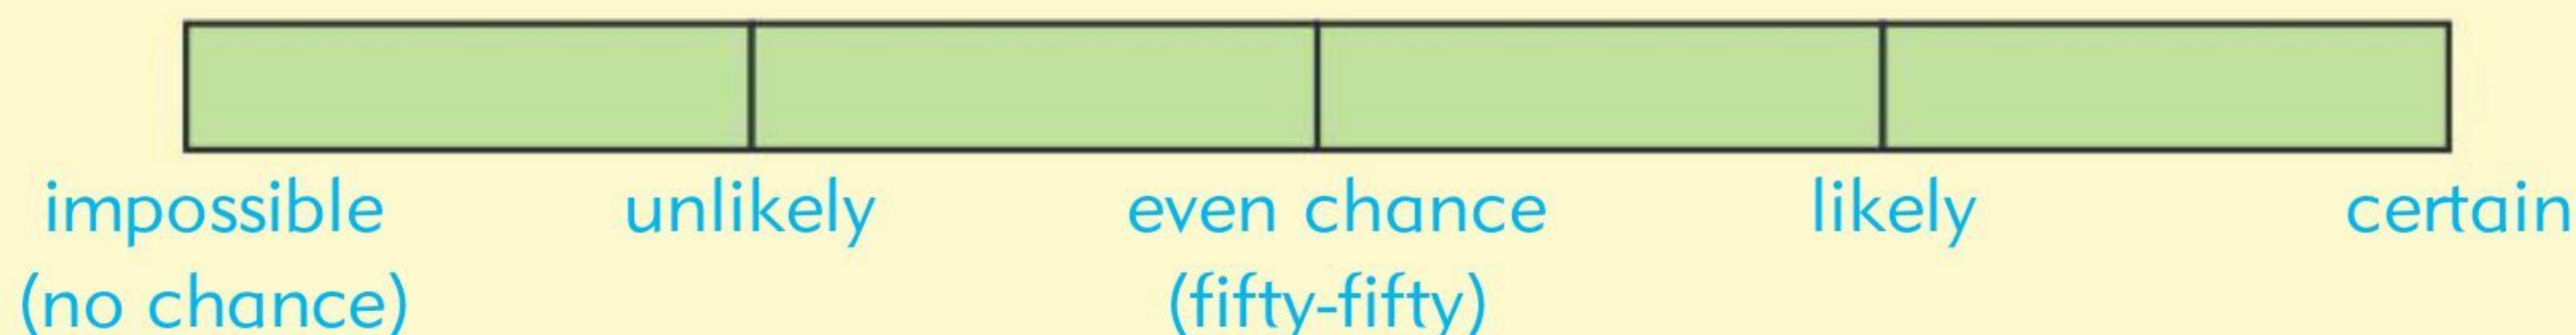 impossible unlikely even chance likely certain
(no chance) (fifty-fifty)